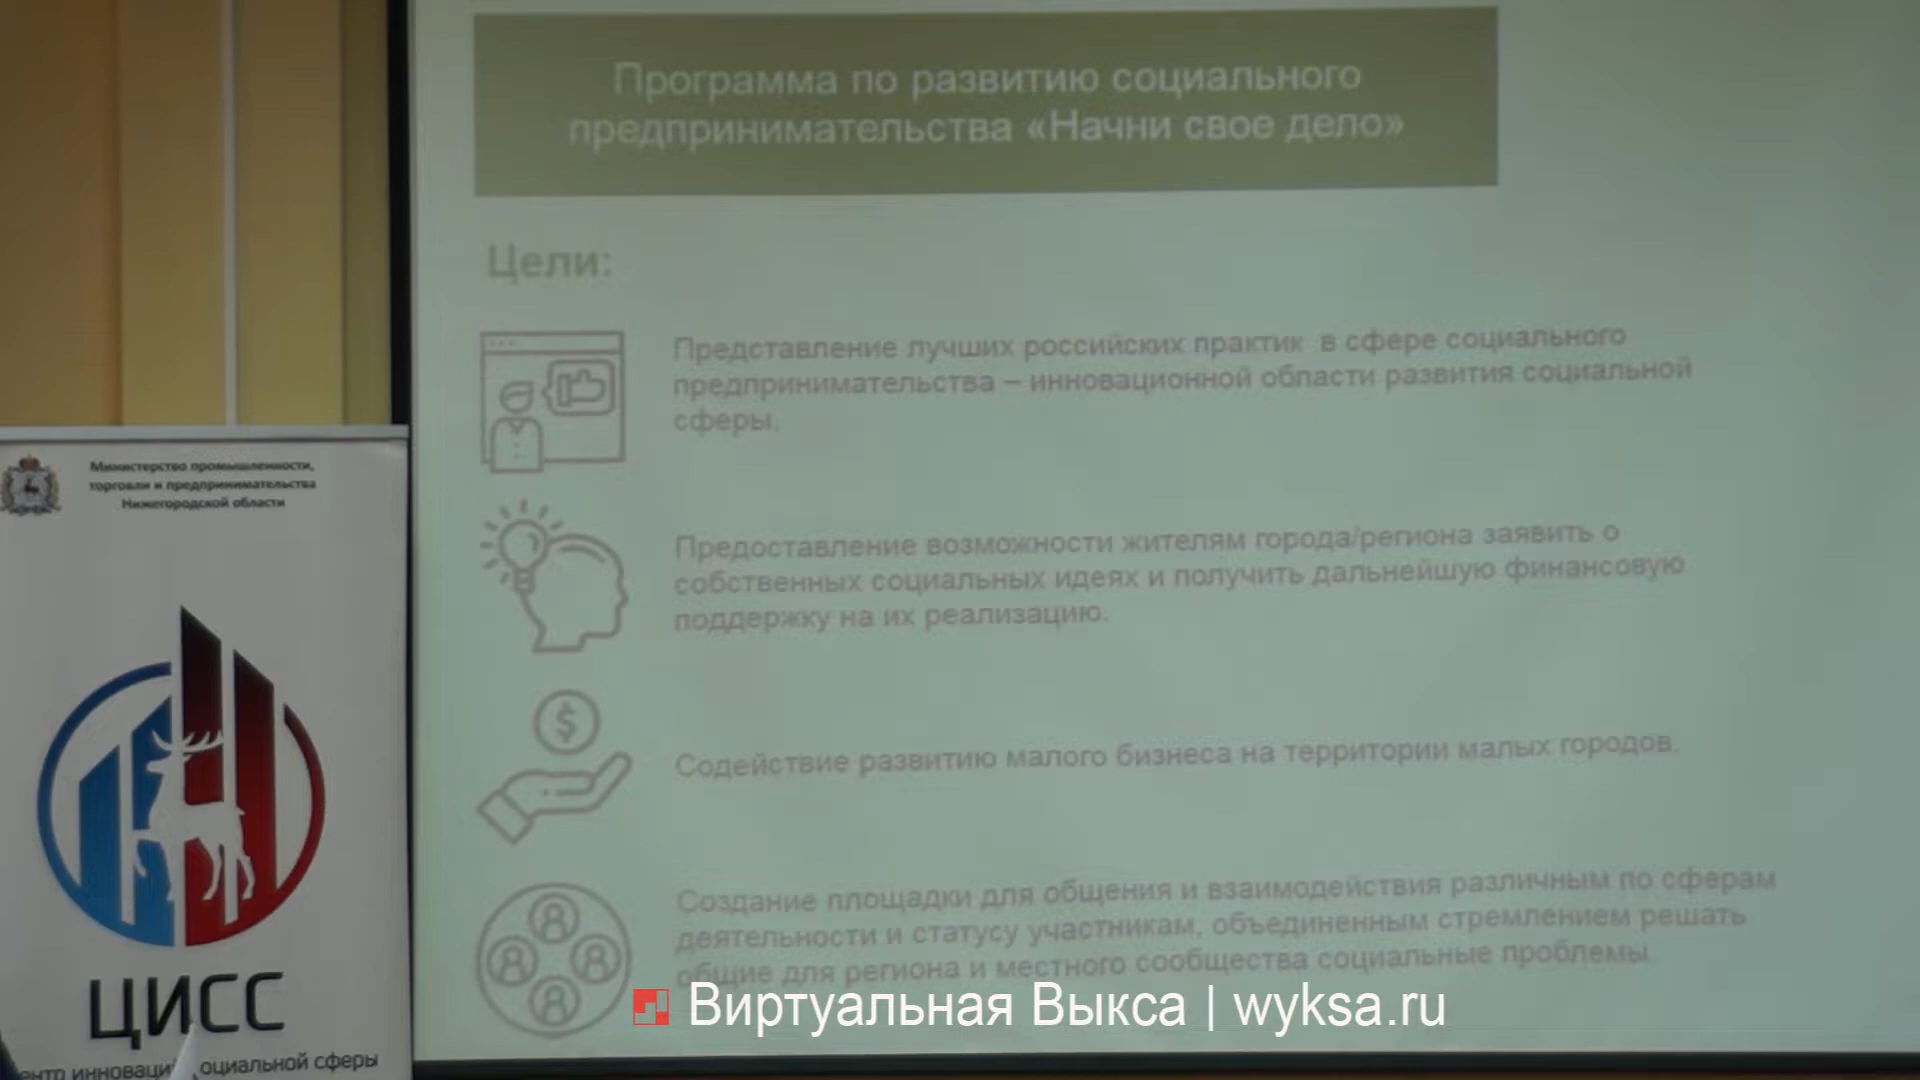 Программа по развитию социального
предпринимательства «Начни свое дело»
Цели:
Представление лучших российских практик в сфере социального
предпринимательства – инновационной области развития социальной
сферы.
Предоставление возможности жителям города/региона заявить о
собственных социальных идеях и получить дальнейшую финансовую
поддержку на их реализацию.
$
Содействие развитию малого бизнеса на территории малых городов.
Создание площадки для общения и взаимодействия различным по сферам
деятельности и статусу участникам, объединенным стремлением решать
общие для региона и местного сообщества социальные проблемы.
Министерство промышленности,
торговли и предпринимательства
Нижегородской области
ЦИСС
ентр инноваци оциальной сферы
Виртуальная Выкса | wyksa.ru